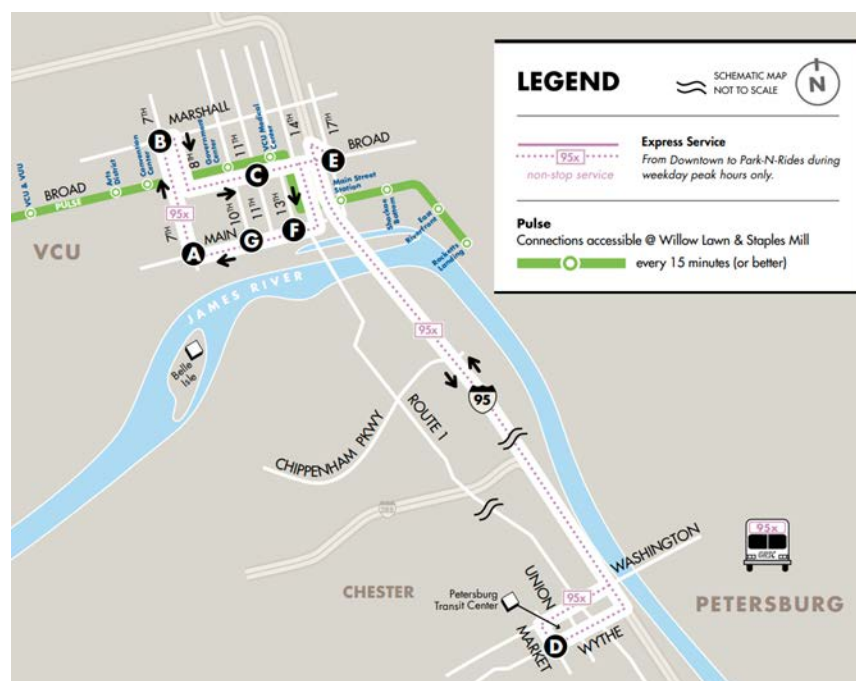 LEGEND
SCHEMATIC MAP
NOT TO SCALE
N
95x
non-stop service
Express Service
From Downtown to Park-N-Rides during
weekday peak hours only.
Pulse
Connections accessible @ Willow Lawn & Staples Mill
every 15 minutes (or better)
7TH
MARSHALL
14TH
17TH
B
8TH
Government
Center
11TH
VCU Medical
Center
E
BROAD
Convention
Center
Arts
District
VCU & VUU
BROAD
PULSE
C
Main Street
Station
Shockoe
Bottom
East
Riverfront
Rocketts
Landing
95x
7TH
10TH
11TH
13TH
MAIN
F
G
A
VCU
JAMES RIVER
Belle
Isle
95x
95
ROUTE 1
CHIPPENHAM PKWY
288
CHESTER
WASHINGTON
UNION
95x
Petersburg
Transit Center
MARKET
D
WYTHE
95x
GRTC
PETERSBURG